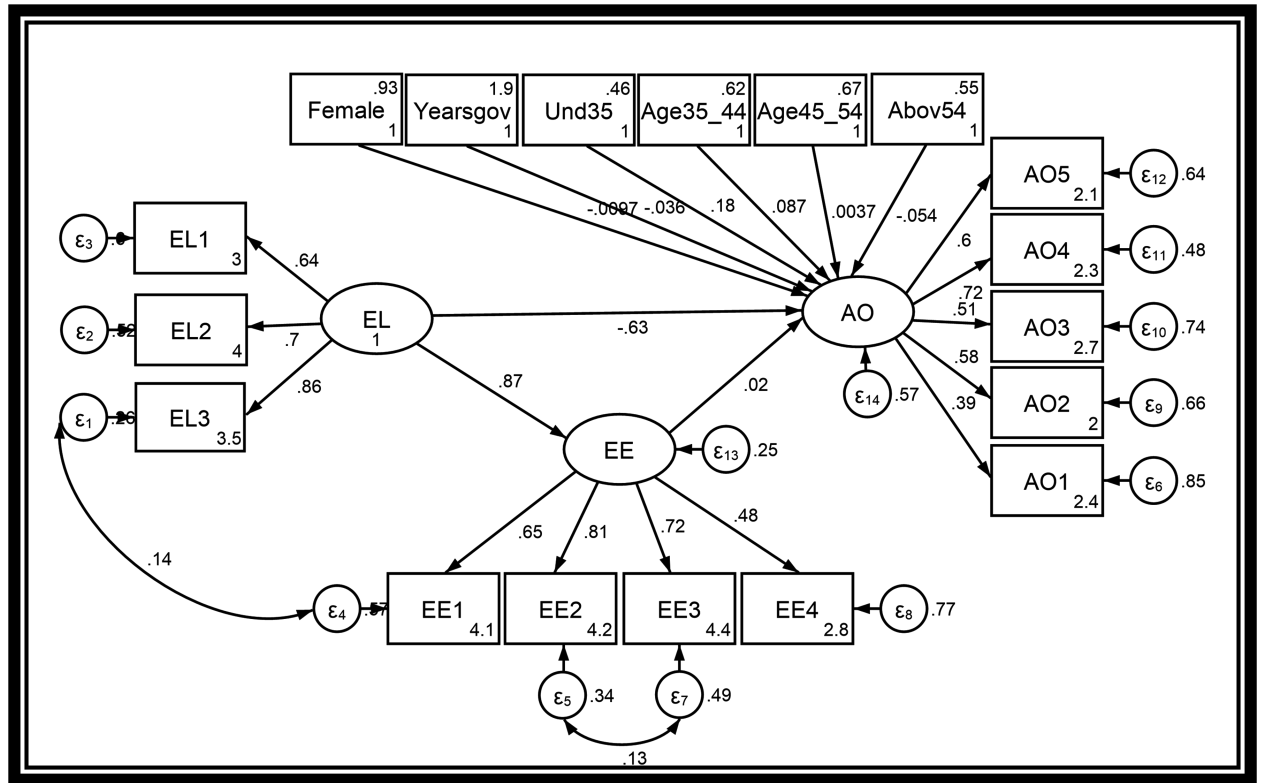 .93
Female
1
1.9
Yearsgov
1
.46
Und35
1
.62
Age35_44
1
.67
Age45_54
1
.55
Abov54
1
-.0097
-.036
.18
.087
.0037
-.054
ε3
EL1
3
.64
ε2
.52
EL2
4
.7
ε1
.26
EL3
3.5
.86
EL
1
-.63
.87
AO
ε14
.57
.02
EE
ε13
.25
.6
.72
.51
.58
.39
AO5
2.1
ε12
.64
AO4
2.3
ε11
.48
AO3
2.7
ε10
.74
AO2
2
ε9
.66
AO1
2.4
ε6
.85
.65
.81
.72
.48
.14
ε4
.57
EE1
4.1
EE2
4.2
EE3
4.4
EE4
2.8
ε8
.77
ε5
.34
ε7
.49
.13